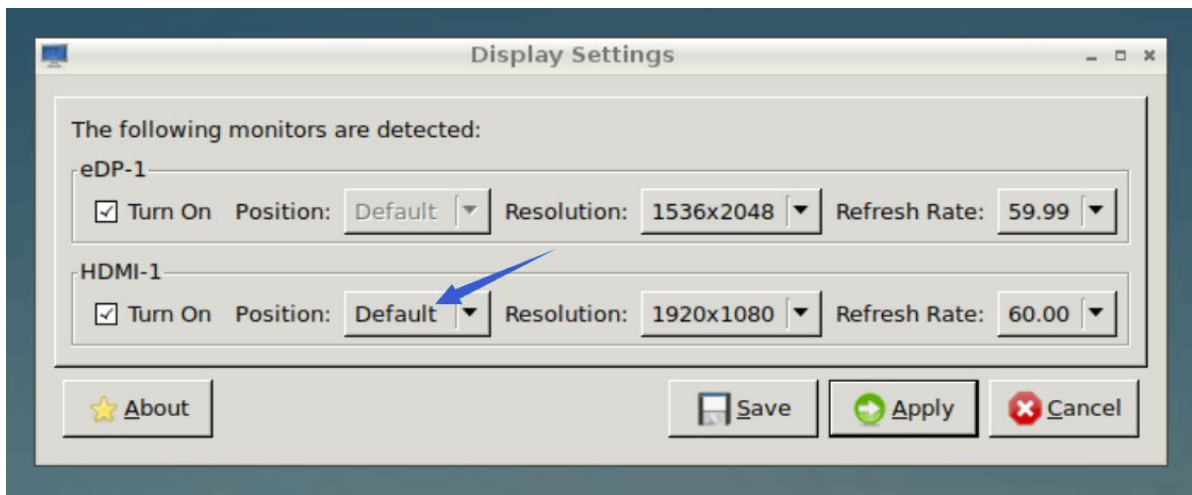 Display Settings
The following monitors are detected:
eDP-1
Turn On Position: Default Resolution: 1536x2048 Refresh Rate: 59.99
HDMI-1
Turn On Position: Default Resolution: 1920x1080 Refresh Rate: 60.00
About Save Apply Cancel